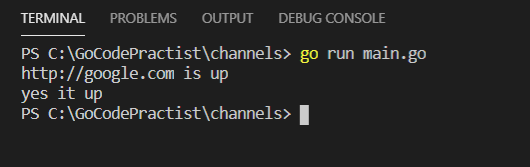 TERMINAL PROBLEMS OUTPUT DEBUG CONSOLE
PS C:\GoCodePractist\channels> go run main.go
http://google.com is up
yes it up
PS C:\GoCodePractist\channels>